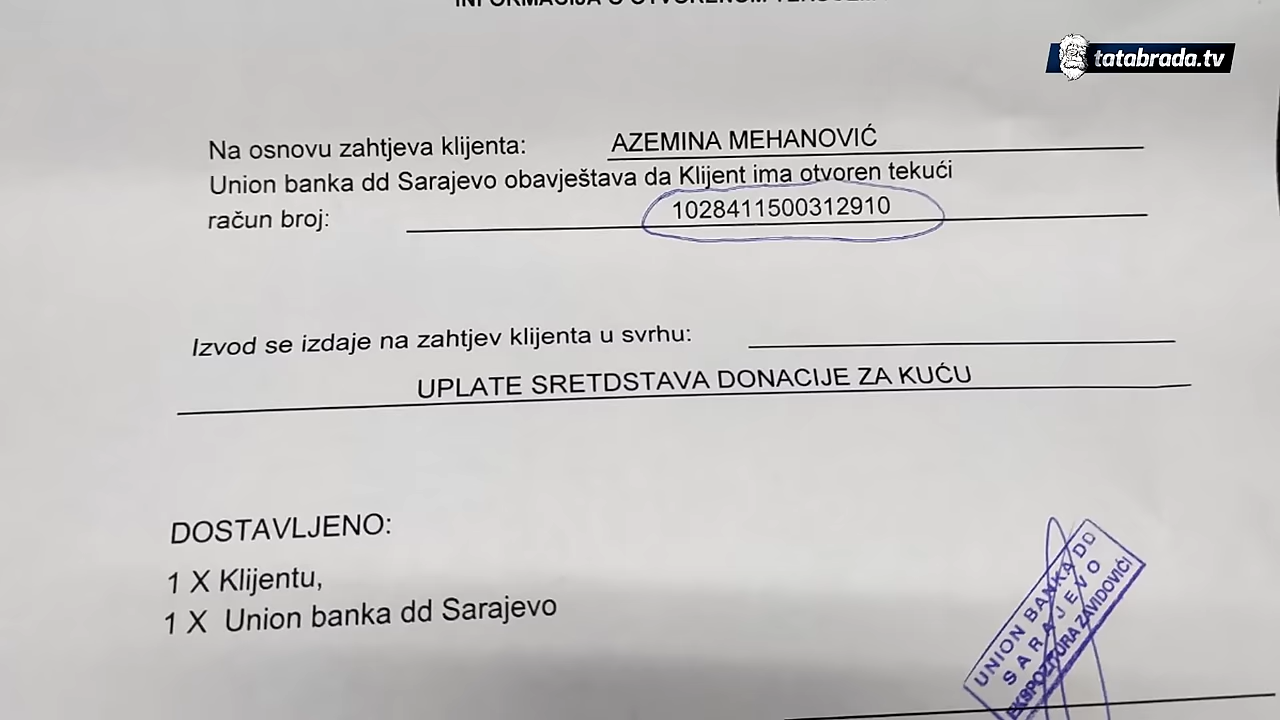 tatabrada.tv
Na osnovu zahtjeva klijenta: AZEMINA MEHANOVIĆ
Union banka dd Sarajevo obavještava da Klijent ima otvoren tekući
račun broj: 1028411500312910
Izvod se izdaje na zahtjev klijenta u svrhu:
UPLATE SRETDSTAVA DONACIJE ZA KUĆU
DOSTAVLJENO:
1 X Klijentu,
1 X Union banka dd Sarajevo
UNION BANKA DD
SARAJEVO
EKSPOZITURA ZAVIDOVIĆI